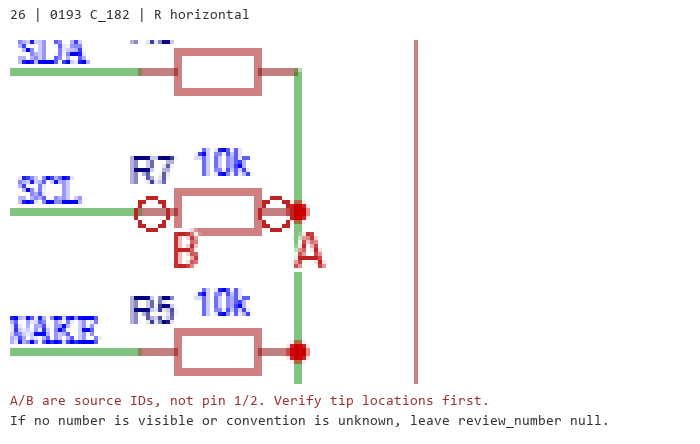 26 | 0193 C_182 | R horizontal
SDA
R7 10k
SCL
B A
R5 10k
WAKE
A/B are source IDs, not pin 1/2. Verify tip locations first.
If no number is visible or convention is unknown, leave review_number null.